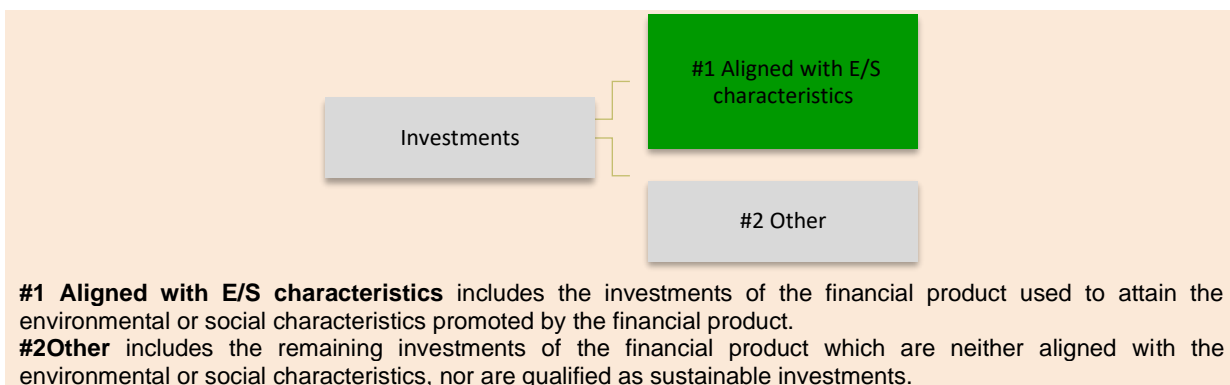 #1 Aligned with E/S
characteristics
Investments
#2 Other
#1 Aligned with E/S characteristics includes the investments of the financial product used to attain the
environmental or social characteristics promoted by the financial product.
#2Other includes the remaining investments of the financial product which are neither aligned with the
environmental or social characteristics, nor are qualified as sustainable investments.